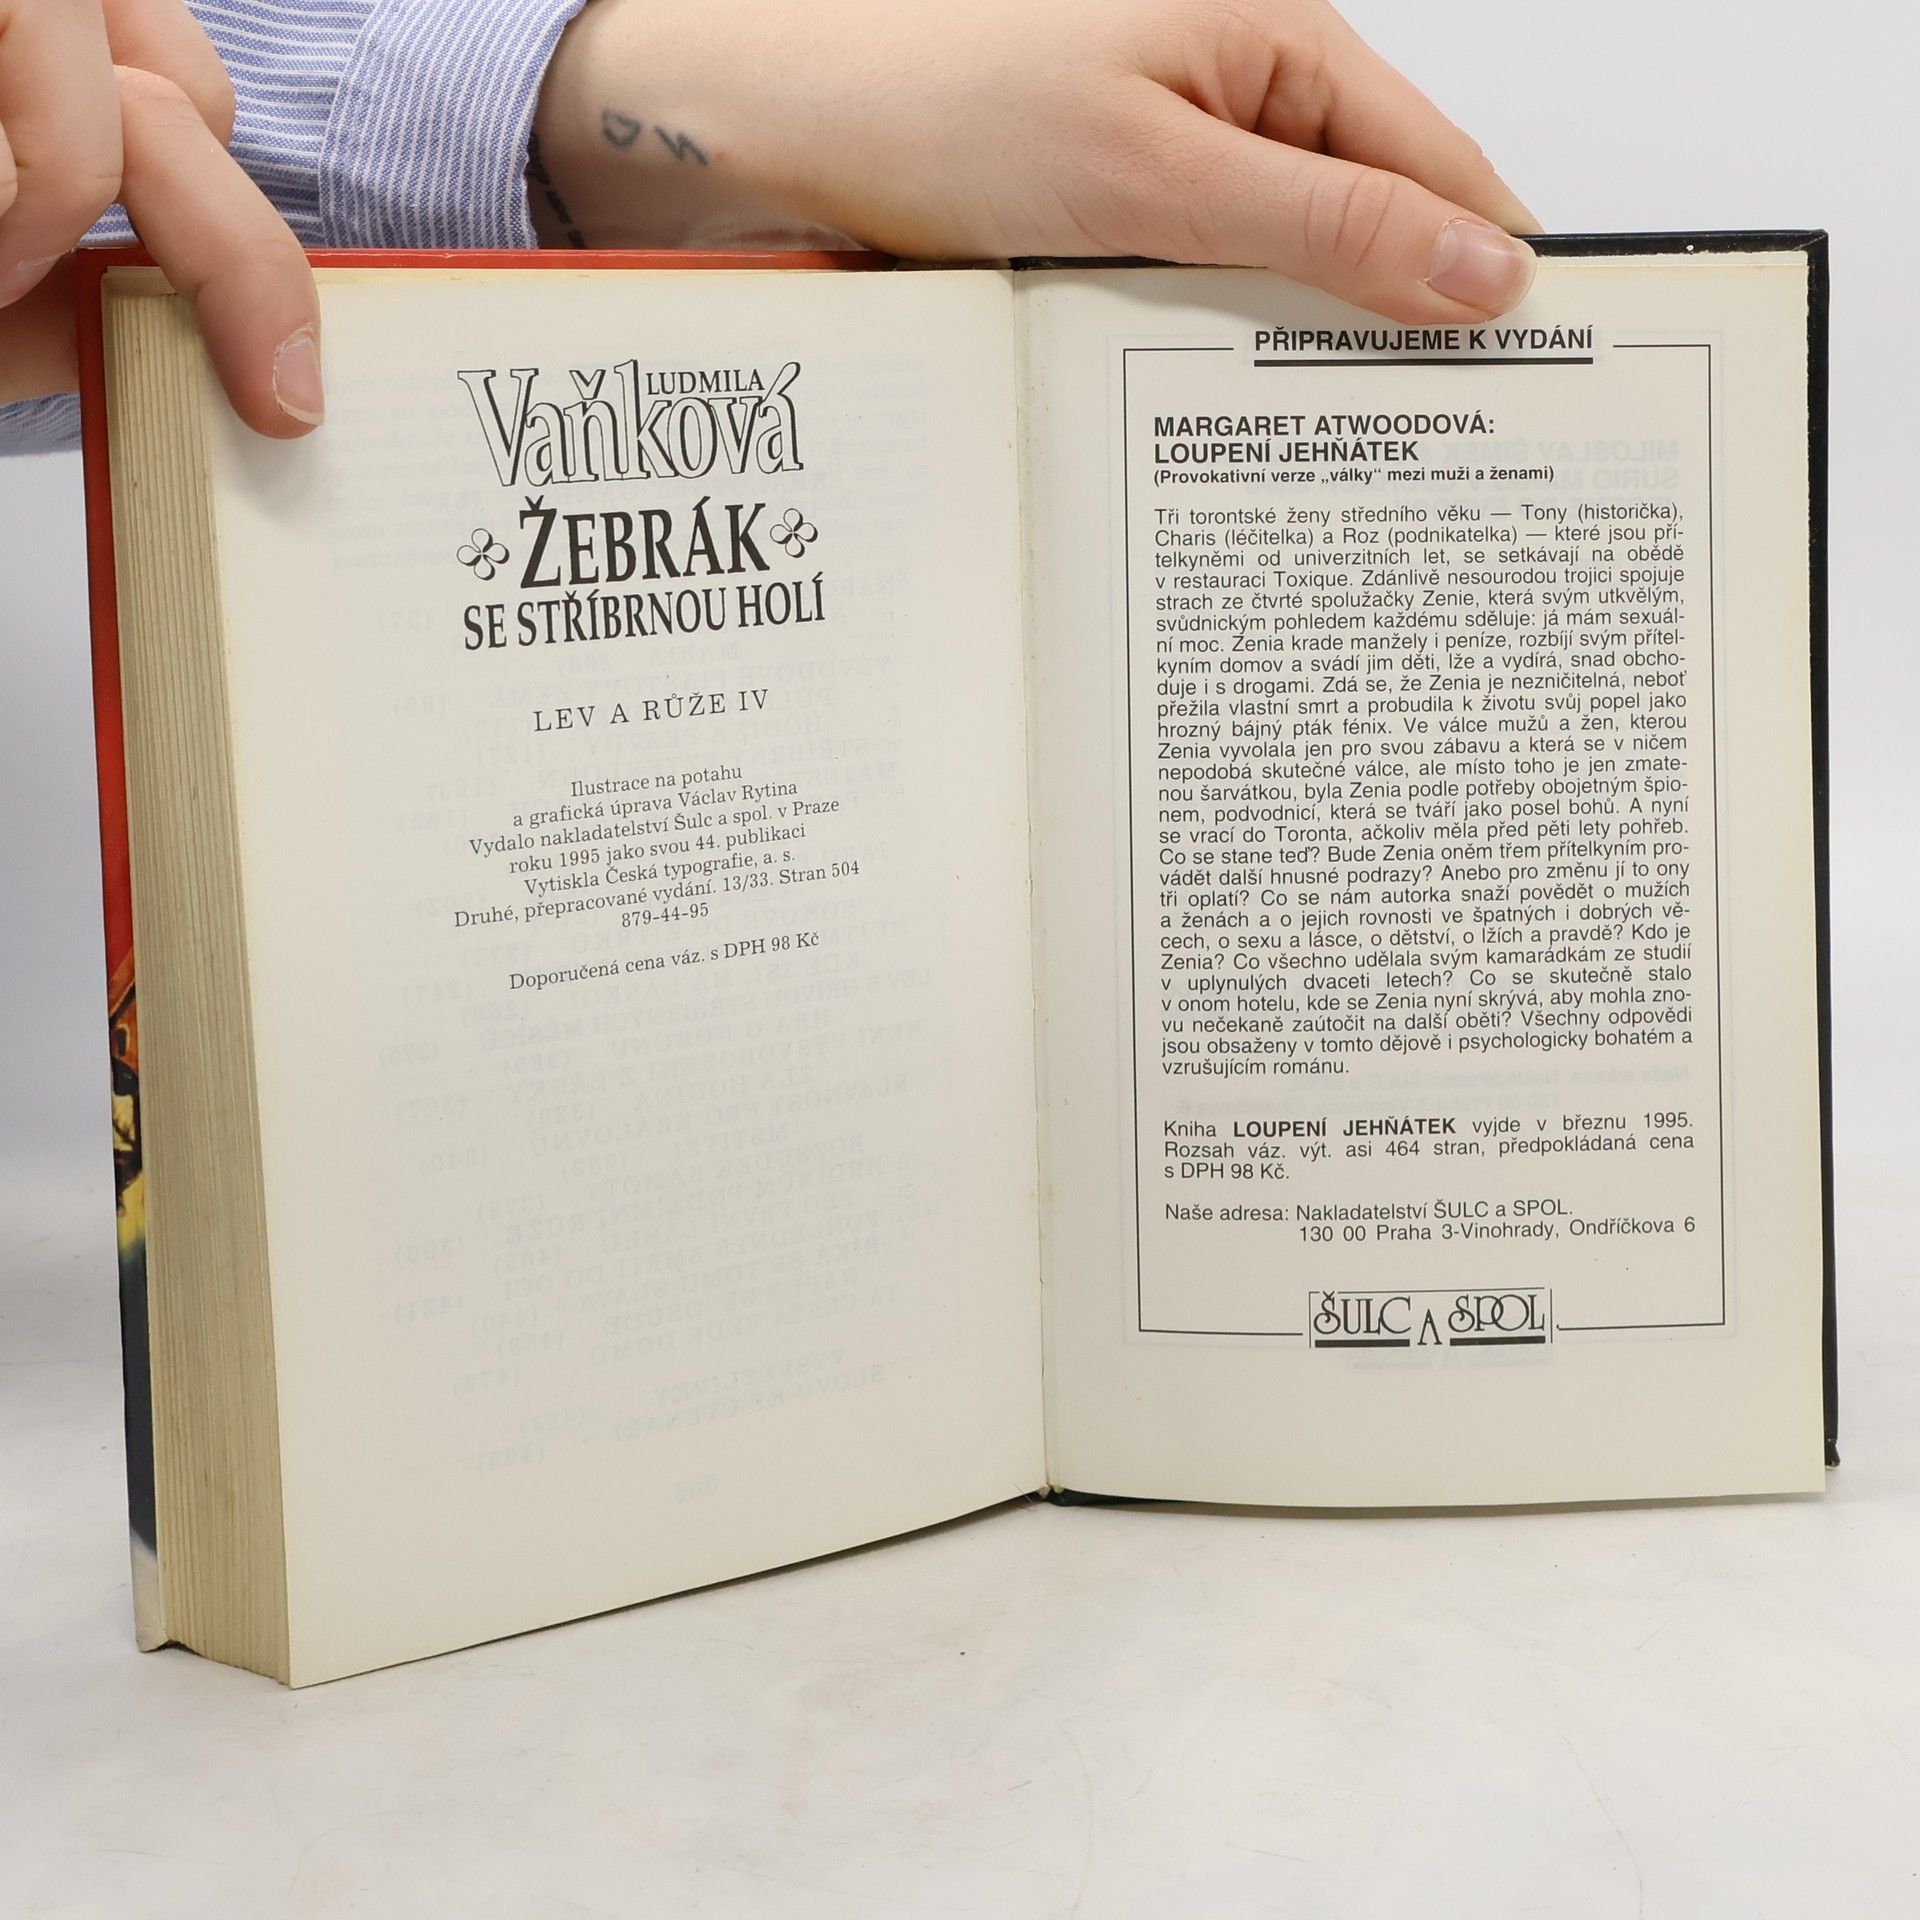 LUDMILA
Vaňková
ŽEBRÁK
SE STŘÍBRNOU HOLÍ
LEV A RŮŽE IV
Ilustrace na potahu
a grafická úprava Václav Rytina
Vydalo nakladatelství Šulc a spol. v Praze
roku 1995 jako svou 44. publikaci
Vytiskla Česká typografie, a. s.
Druhé, přepracované vydání. 13/33. Stran 504
879-44-95
Doporučená cena váz. s DPH 98 Kč
PŘIPRAVUJEME K VYDÁNÍ
MARGARET ATWOODOVÁ:
LOUPENÍ JEHŇÁTEK
(Provokativní verze „války“ mezi muži a ženami)
Tři torontské ženy středního věku — Tony (historička),
Charis (léčitelka) a Roz (podnikatelka) — které jsou pří-
telkyněmi od univerzitních let, se setkávají na obědě
v restauraci Toxique. Zdánlivě nesourodou trojici spojuje
strach ze čtvrté spolužačky Zenie, která svým utkvělým,
svůdnickým pohledem každému sděluje: já mám sexuál-
ní moc. Zenia krade manžely i peníze, rozbíjí svým přítel-
kyním domov a svádí jim děti, lže a vydírá, snad obcho-
duje i s drogami. Zdá se, že Zenia je nezničitelná, neboť
přežila vlastní smrt a probudila k životu svůj popel jako
hrozný bájný pták fénix. Ve válce mužů a žen, kterou
Zenia vyvolala jen pro svou zábavu a která se v ničem
nepodobá skutečné válce, ale místo toho je jen zmate-
nou šarvátkou, byla Zenia podle potřeby obojetným špio-
nem, podvodnicí, která se tváří jako posel bohů. A nyní
se vrací do Toronta, ačkoliv měla před pěti lety pohřeb.
Co se stane teď? Bude Zenia oněm třem přítelkyním pro-
vádět další hnusné podrazy? Anebo pro změnu jí to ony
tři oplatí? Co se nám autorka snaží povědět o mužích
a ženách a o jejich rovnosti ve špatných i dobrých vě-
cech, o sexu a lásce, o dětství, o lžích a pravdě? Kdo je
Zenia? Co všechno udělala svým kamarádkám ze studií
v uplynulých dvaceti letech? Co se skutečně stalo
v onom hotelu, kde se Zenia nyní skrývá, aby mohla zno-
vu nečekaně zaútočit na další oběti? Všechny odpovědi
jsou obsaženy v tomto dějově i psychologicky bohatém a
vzrušujícím románu.
Kniha LOUPENÍ JEHŇÁTEK vyjde v březnu 1995.
Rozsah váz. výt. asi 464 stran, předpokládaná cena
s DPH 98 Kč.
Naše adresa: Nakladatelství ŠULC a SPOL.
130 00 Praha 3-Vinohrady, Ondříčkova 6
ŠULC A SPOL